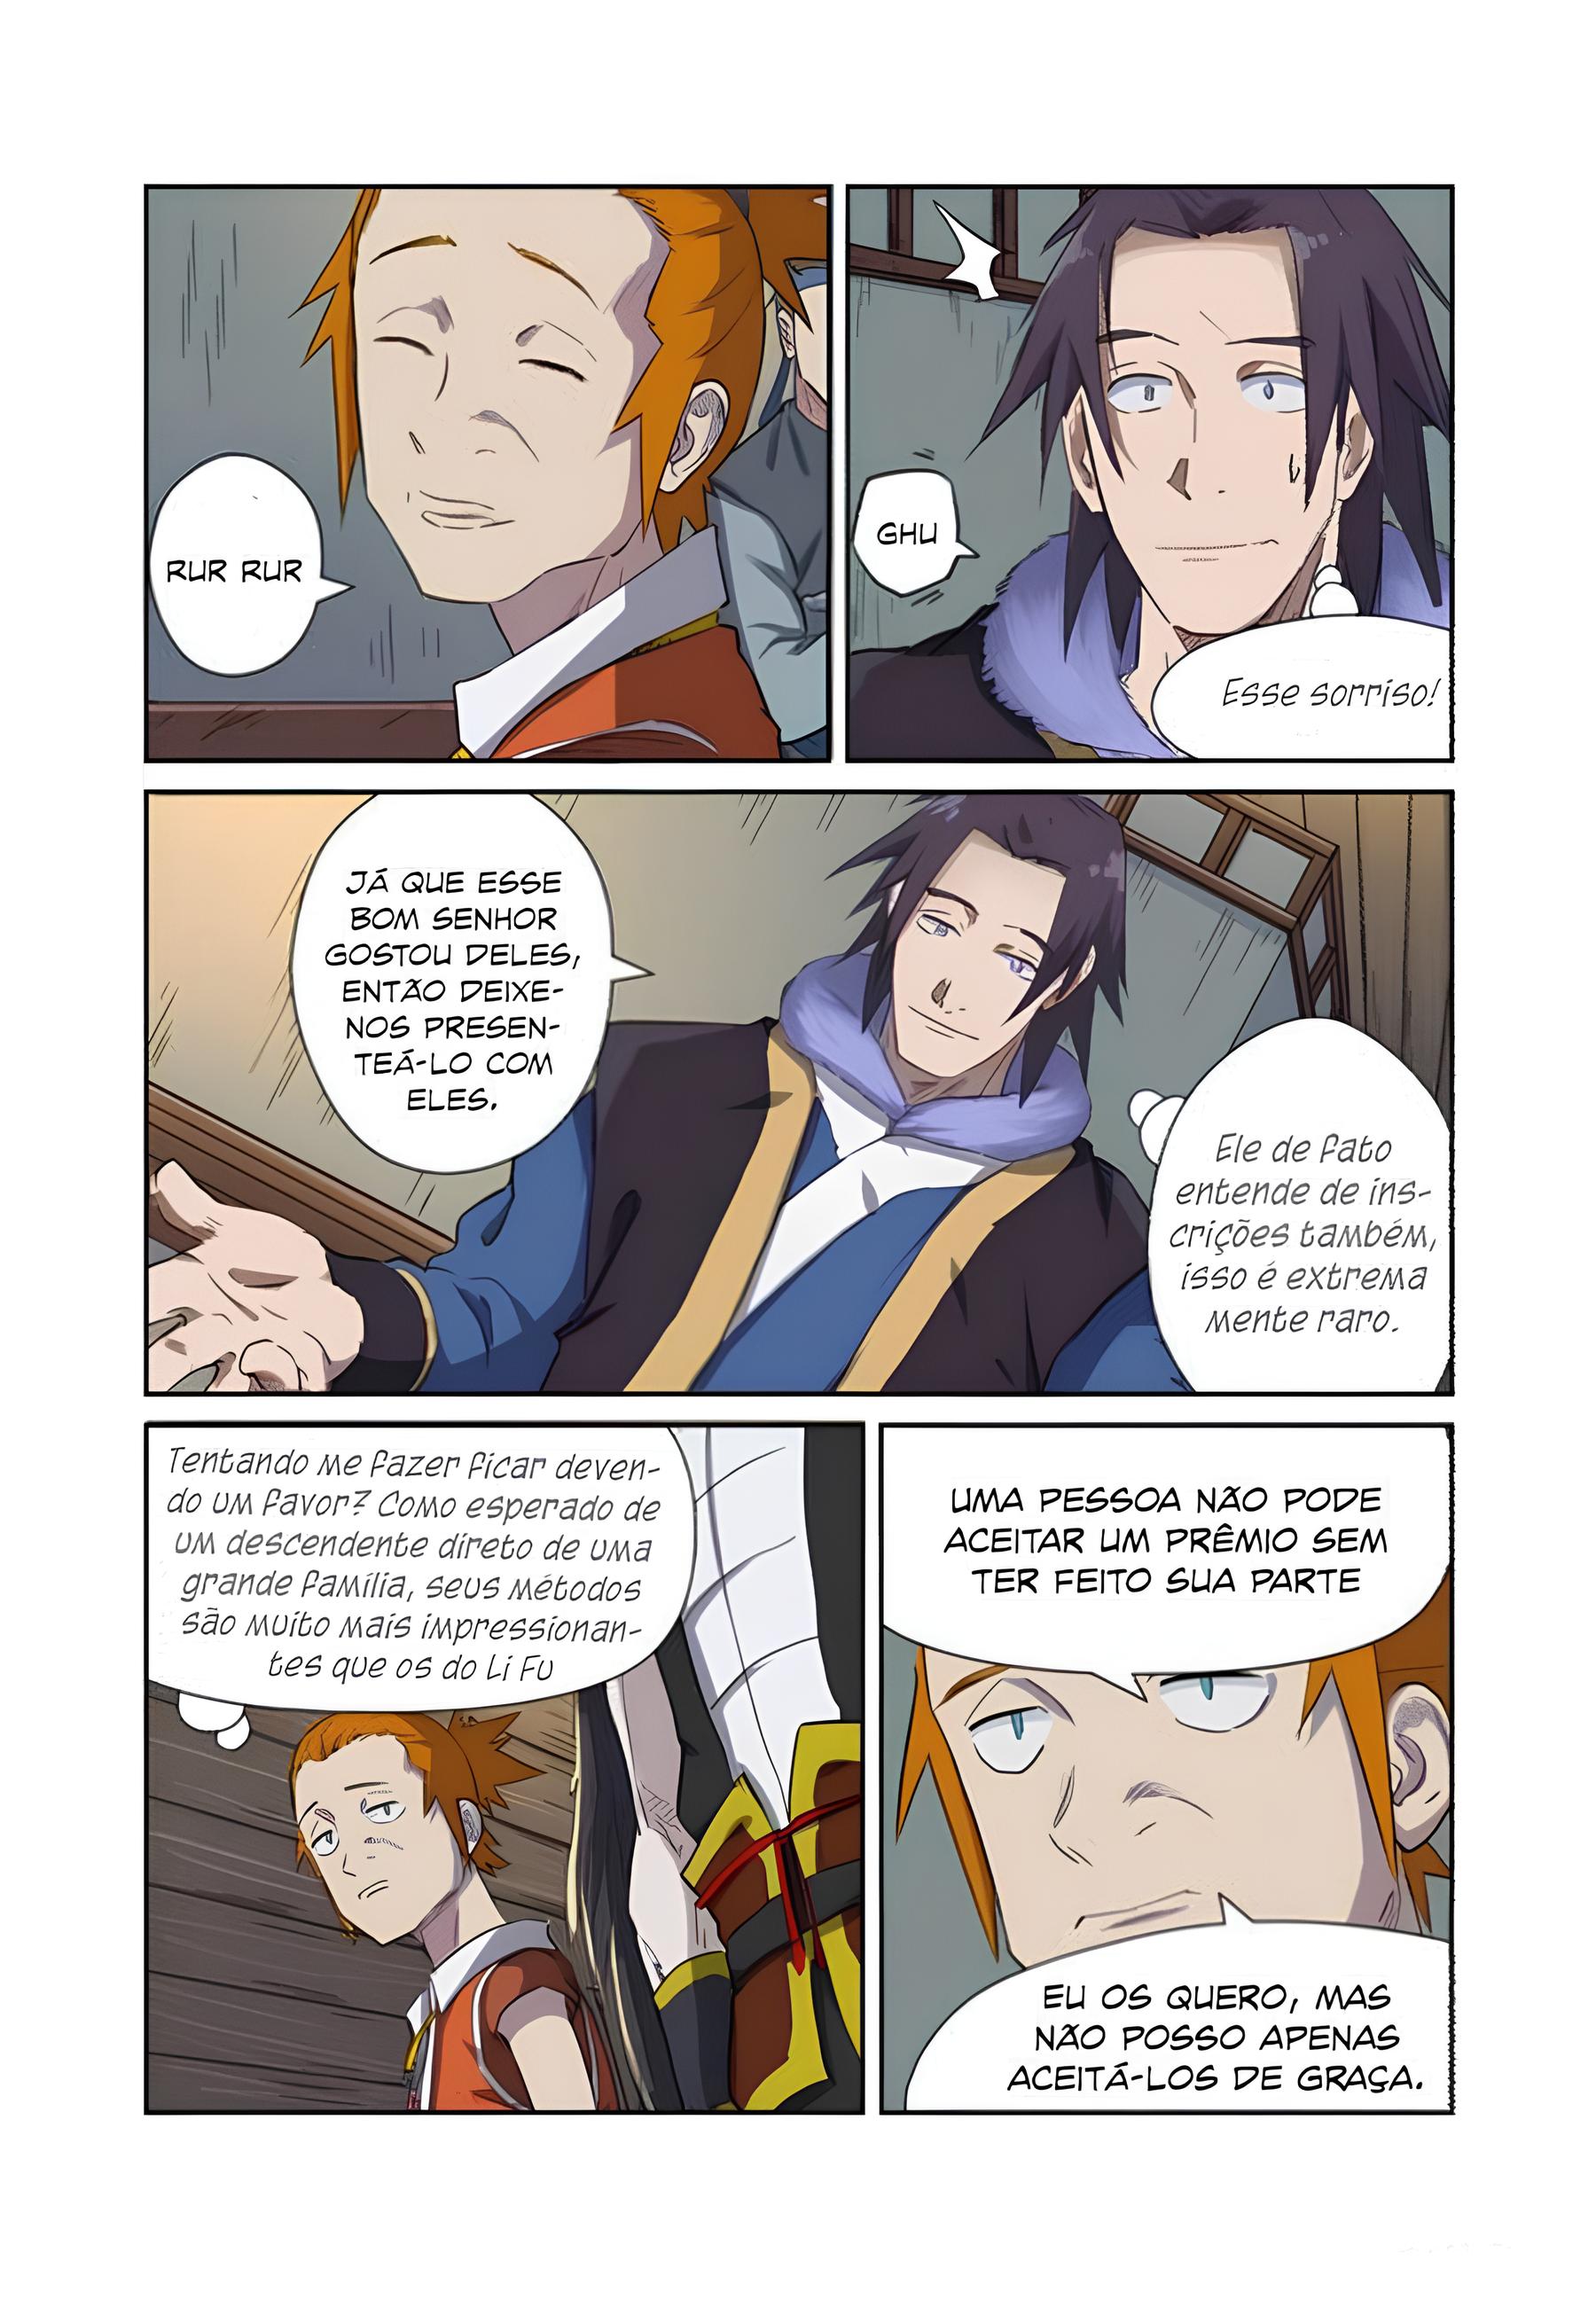 RUR RUR
GHU
Esse sorriso!
JÁ QUE ESSE
BOM SENHOR
GOSTOU DELES,
ENTÃO DEIXE-
NOS PRESEN-
TEÁ-LO COM
ELES.
Ele de fato
entende de ins-
crições também,
isso é extrema
mente raro.
Tentando me fazer ficar deven-
do um favor? Como esperado de
um descendente direto de uma
grande família, seus métodos
são muito mais impressionan-
tes que os do Li Fu
UMA PESSOA NÃO PODE
ACEITAR UM PRÊMIO SEM
TER FEITO SUA PARTE
EU OS QUERO, MAS
NÃO POSSO APENAS
ACEITÁ-LOS DE GRAÇA.